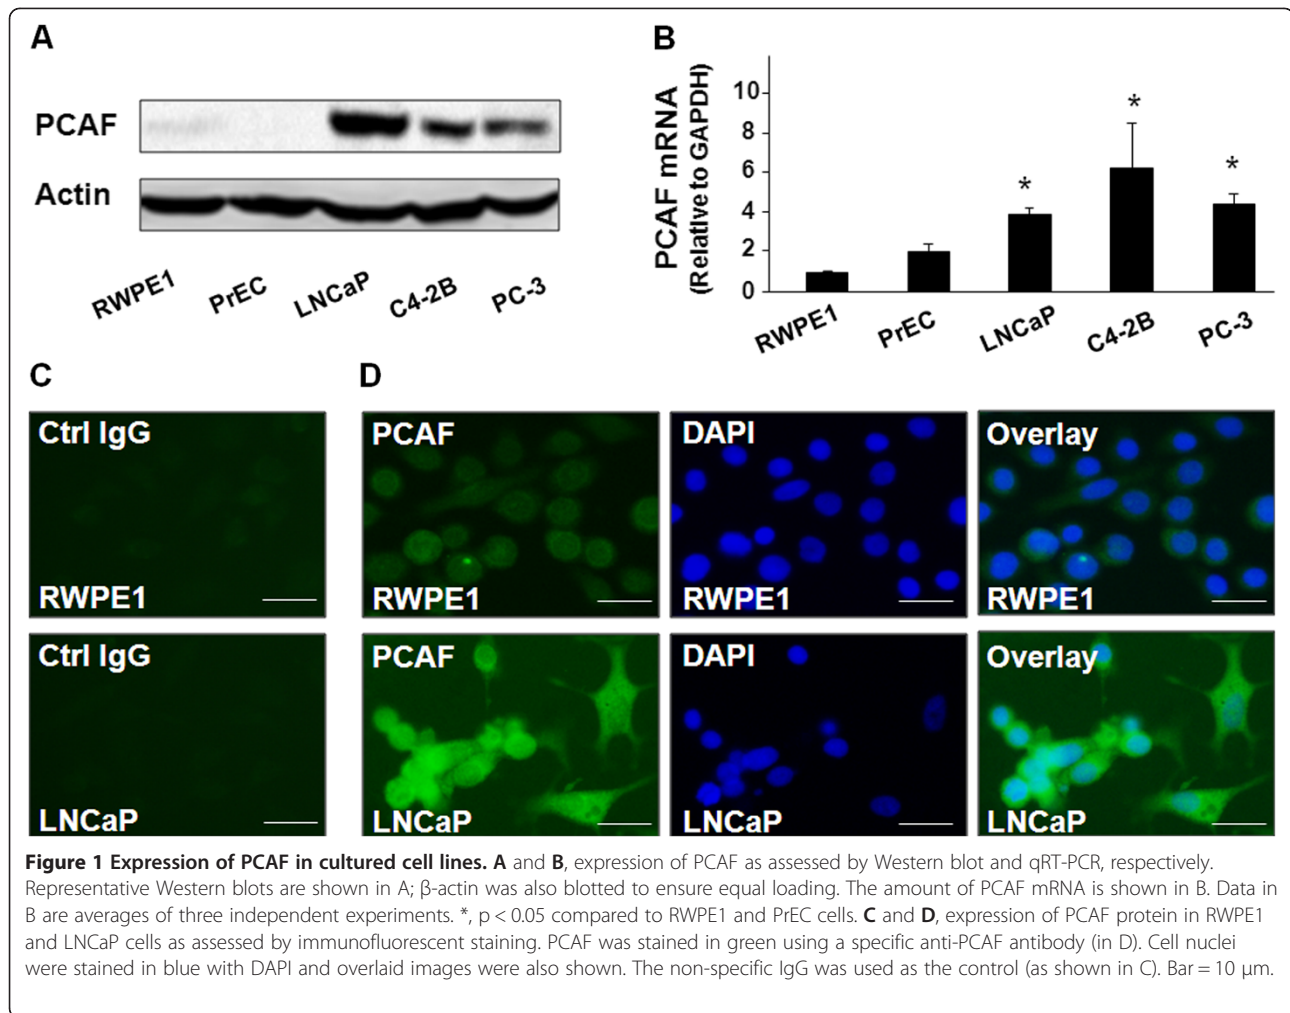 A
PCAF
Actin
RWPE1
PrEC
LNCaP
C4-2B
PC-3
B
PCAF mRNA
(Relative to GAPDH)
10
8
6
4
2
0
*
*
*
RWPE1
PrEC
LNCaP
C4-2B
PC-3
C
Ctrl IgG
RWPE1
Ctrl IgG
LNCaP
D
PCAF
RWPE1
DAPI
RWPE1
Overlay
RWPE1
PCAF
LNCaP
DAPI
LNCaP
Overlay
LNCaP
Figure 1 Expression of PCAF in cultured cell lines. A and B, expression of PCAF as assessed by Western blot and qRT-PCR, respectively.
Representative Western blots are shown in A; β-actin was also blotted to ensure equal loading. The amount of PCAF mRNA is shown in B. Data in
B are averages of three independent experiments. *, p < 0.05 compared to RWPE1 and PrEC cells. C and D, expression of PCAF protein in RWPE1
and LNCaP cells as assessed by immunofluorescent staining. PCAF was stained in green using a specific anti-PCAF antibody (in D). Cell nuclei
were stained in blue with DAPI and overlaid images were also shown. The non-specific IgG was used as the control (as shown in C). Bar = 10 μm.